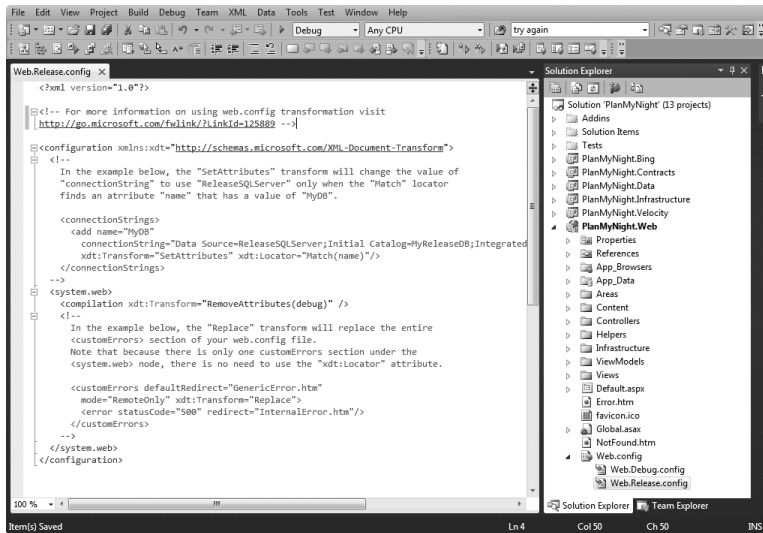 File Edit View Project Build Debug Team XML Data Tools Test Window Help
Debug Any CPU try again
Web.Release.config X
<?xml version="1.0"?>
<!-- For more information on using web.config transformation visit
http://go.microsoft.com/fwlink/?LinkId=125889 -->
<configuration xmlns:xdt="http://schemas.microsoft.com/XML-Document-Transform">
<!--
In the example below, the "SetAttributes" transform will change the value of
"connectionString" to use "ReleaseSQLServer" only when the "Match" locator
finds an atrribute "name" that has a value of "MyDB".
<connectionStrings>
<add name="MyDB"
connectionString="Data Source=ReleaseSQLServer;Initial Catalog=MyReleaseDB;Integrated
xdt:Transform="SetAttributes" xdt:Locator="Match(name)"/>
</connectionStrings>
-->
<system.web>
<compilation xdt:Transform="RemoveAttributes(debug)" />
<!--
In the example below, the "Replace" transform will replace the entire
<customErrors> section of your web.config file.
Note that because there is only one customErrors section under the
<system.web> node, there is no need to use the "xdt:Locator" attribute.
<customErrors defaultRedirect="GenericError.htm"
mode="RemoteOnly" xdt:Transform="Replace">
<error statusCode="500" redirect="InternalError.htm"/>
</customErrors>
-->
</system.web>
</configuration>
100 %
Solution Explorer
Solution 'PlanMyNight' (13 projects)
Addins
Solution Items
Tests
PlanMyNight.Bing
PlanMyNight.Contracts
PlanMyNight.Data
PlanMyNight.Infrastructure
PlanMyNight.Velocity
PlanMyNight.Web
Properties
References
App_Browsers
App_Data
Areas
Content
Controllers
Helpers
Infrastructure
ViewModels
Views
Default.aspx
Error.htm
favicon.ico
Global.asax
NotFound.htm
Web.config
Web.Debug.config
Web.Release.config
Solution Explorer Team Explorer
Item(s) Saved Ln 4 Col 50 Ch 50 INS